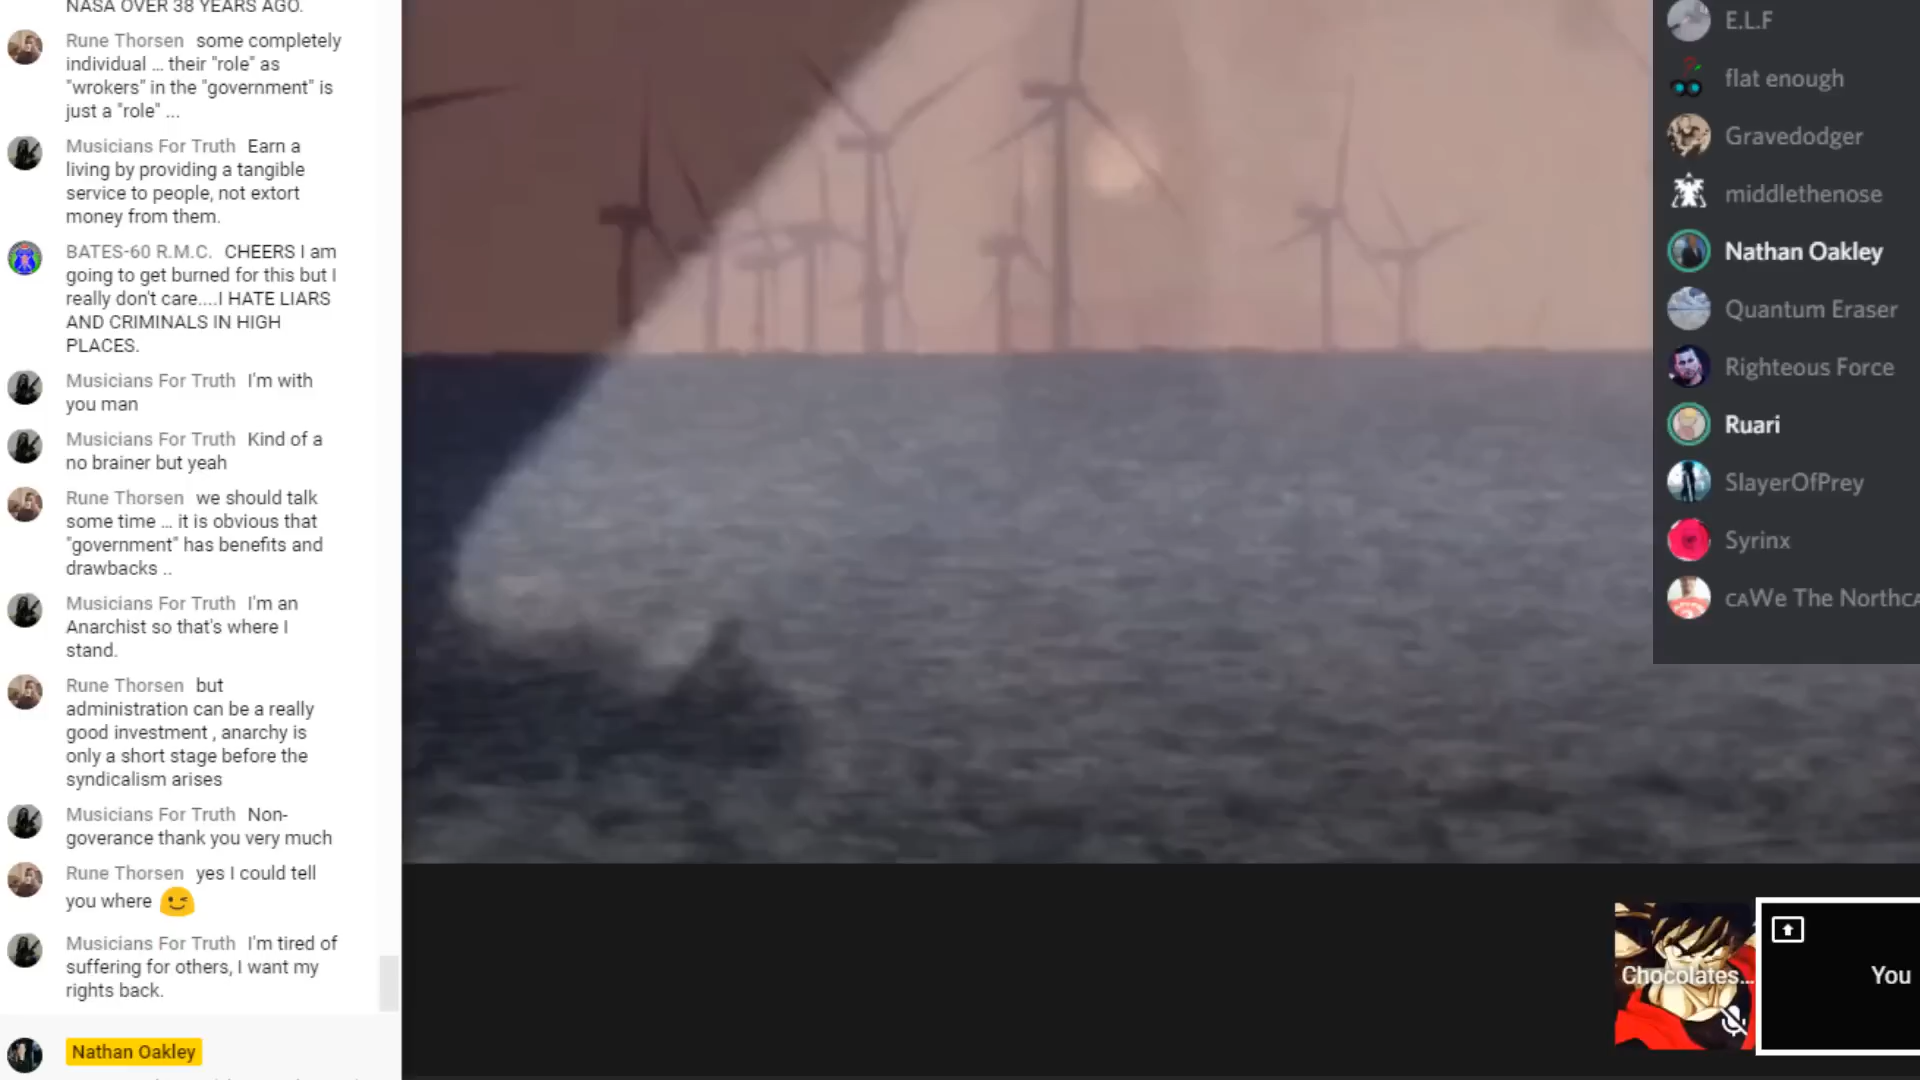 NASA OVER 38 YEARS AGO.
Rune Thorsen some completely
individual ... their "role" as
"wrokers" in the "government" is
just a "role" ...
Musicians For Truth Earn a
living by providing a tangible
service to people, not extort
money from them.
BATES-60 R.M.C. CHEERS I am
going to get burned for this but I
really don't care....I HATE LIARS
AND CRIMINALS IN HIGH
PLACES.
Musicians For Truth I'm with
you man
Musicians For Truth Kind of a
no brainer but yeah
Rune Thorsen we should talk
some time ... it is obvious that
"government" has benefits and
drawbacks ..
Musicians For Truth I'm an
Anarchist so that's where I
stand.
Rune Thorsen but
administration can be a really
good investment , anarchy is
only a short stage before the
syndicalism arises
Musicians For Truth Non-
goverance thank you very much
Rune Thorsen yes I could tell
you where 😉
Musicians For Truth I'm tired of
suffering for others, I want my
rights back.
Nathan Oakley
E.L.F
flat enough
Gravedodger
middlethenose
Nathan Oakley
Quantum Eraser
Righteous Force
Ruari
SlayerOfPrey
Syrinx
CAWe The NorthCA
Chocolates...
You